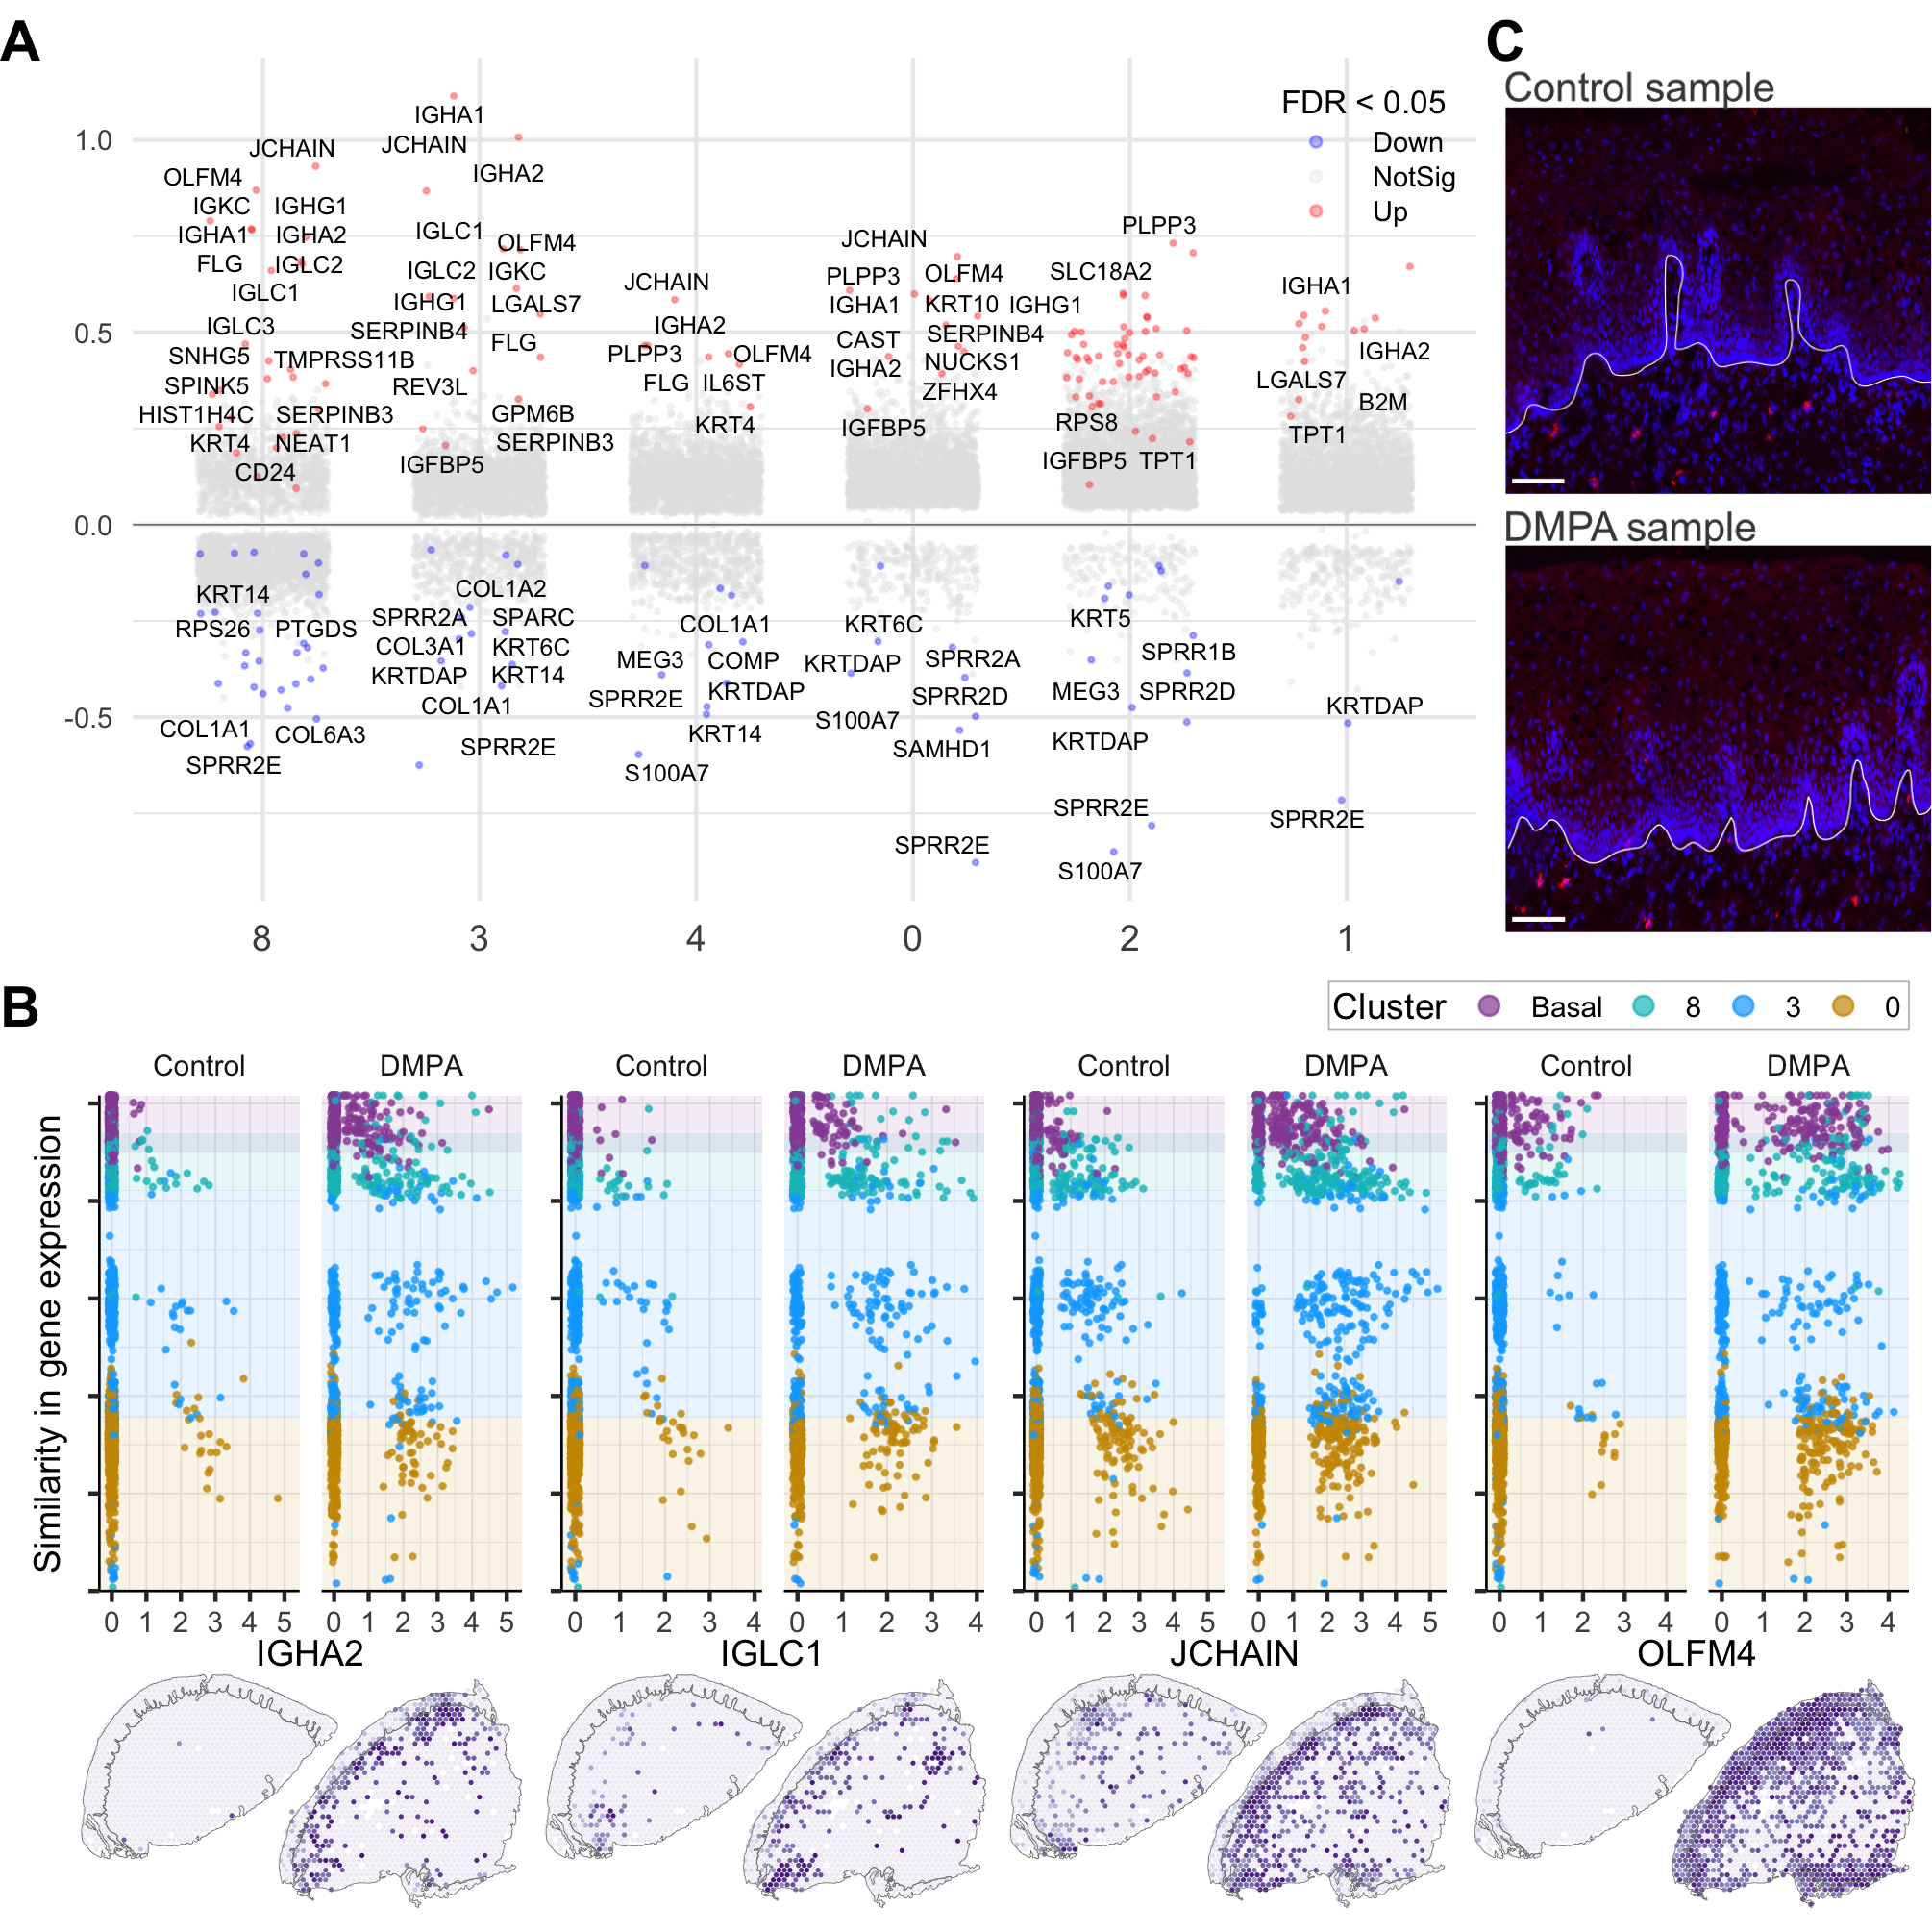 A
C
Control sample
DMPA sample
FDR < 0.05
Down
NotSig
Up
1.0
0.5
0.0
-0.5
JCHAIN
OLFM4
IGKC IGHG1
IGHA1 IGHA2
FLG IGLC2
IGLC1
IGLC3
SNHG5 TMPRSS11B
SPINK5
HIST1H4C SERPINB3
KRT4 NEAT1
CD24
KRT14
RPS26 PTGDS
COL1A1 COL6A3
SPRR2E
IGHA1
JCHAIN
IGHA2
IGLC1
OLFM4
IGLC2 IGKC
IGHG1 LGALS7
SERPINB4
FLG
REV3L
GPM6B
SERPINB3
IGFBP5
COL1A2
SPRR2A SPARC
COL3A1 KRT6C
KRTDAP KRT14
COL1A1
SPRR2E
JCHAIN
IGHA2
PLPP3 OLFM4
FLG IL6ST
KRT4
COL1A1
MEG3 COMP
SPRR2E KRTDAP
KRT14
S100A7
JCHAIN
PLPP3 OLFM4
IGHA1 KRT10 IGHG1
CAST SERPINB4
IGHA2 NUCKS1
ZFHX4
IGFBP5
KRT6C
KRTDAP SPRR2A
SPRR2D
S100A7
SAMHD1
SPRR2E
PLPP3
SLC18A2
RPS8
IGFBP5 TPT1
KRT5
SPRR1B
MEG3 SPRR2D
KRTDAP
SPRR2E
S100A7
IGHA1
IGHA2
LGALS7
B2M
TPT1
KRTDAP
SPRR2E
8 3 4 0 2 1
B
Cluster Basal 8 3 0
Control DMPA Control DMPA Control DMPA Control DMPA
Similarity in gene expression
0 1 2 3 4 5 0 1 2 3 4 5 0 1 2 3 4 0 1 2 3 4 0 1 2 3 4 5 0 1 2 3 4 5 0 1 2 3 4 0 1 2 3 4
IGHA2 IGLC1 JCHAIN OLFM4